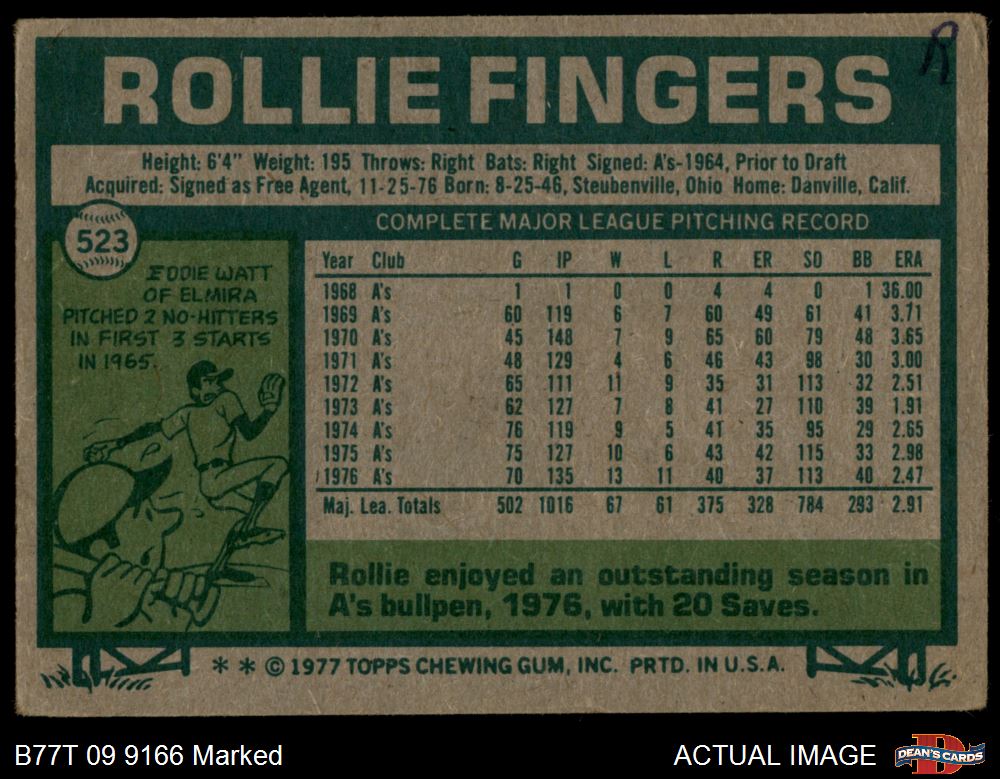 R
ROLLIE FINGERS
Height: 6'4" Weight: 195 Throws: Right Bats: Right Signed: A's-1964, Prior to Draft
Acquired: Signed as Free Agent, 11-25-76 Born: 8-25-46, Steubenville, Ohio Home: Danville, Calif.
523
EDDIE WATT
OF ELMIRA
PITCHED 2 NO-HITTERS
IN FIRST 3 STARTS
IN 1965.
COMPLETE MAJOR LEAGUE PITCHING RECORD
Year Club G IP W L R ER SO BB ERA
1968 A's 1 1 0 0 4 4 0 1 36.00
1969 A's 60 119 6 7 60 49 61 41 3.71
1970 A's 45 148 7 9 65 60 79 48 3.65
1971 A's 48 129 4 6 46 43 98 30 3.00
1972 A's 65 111 11 9 35 31 113 32 2.51
1973 A's 62 127 7 8 41 27 110 39 1.91
1974 A's 76 119 9 5 41 35 95 29 2.65
1975 A's 75 127 10 6 43 42 115 33 2.98
1976 A's 70 135 13 11 40 37 113 40 2.47
Maj. Lea. Totals 502 1016 67 61 375 328 784 293 2.91
Rollie enjoyed an outstanding season in
A's bullpen, 1976, with 20 Saves.
* * © 1977 TOPPS CHEWING GUM, INC. PRTD. IN U.S.A.
B77T 09 9166 Marked
ACTUAL IMAGE
DEAN'S CARDS